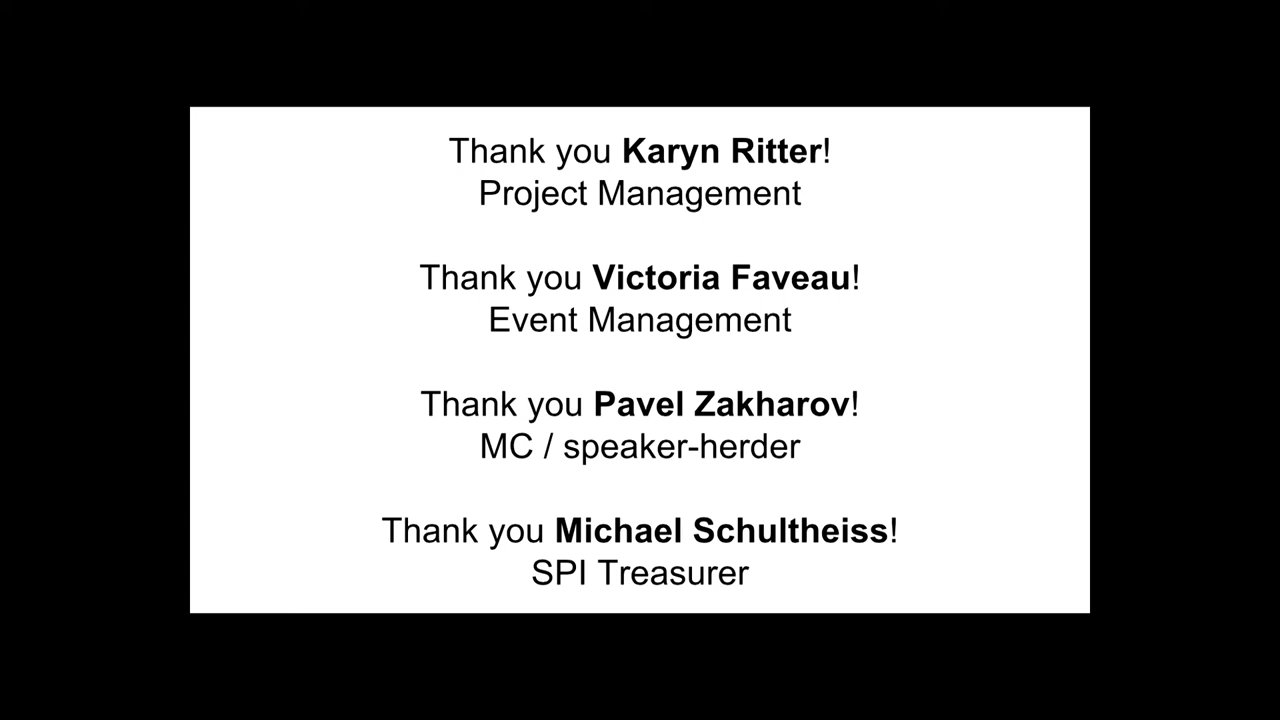 Thank you Karyn Ritter!
Project Management
Thank you Victoria Faveau!
Event Management
Thank you Pavel Zakharov!
MC / speaker-herder
Thank you Michael Schultheiss!
SPI Treasurer